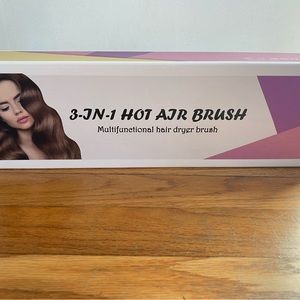 3-IN-1 HOT AIR BRUSH
Multifunctional hair dryer brush